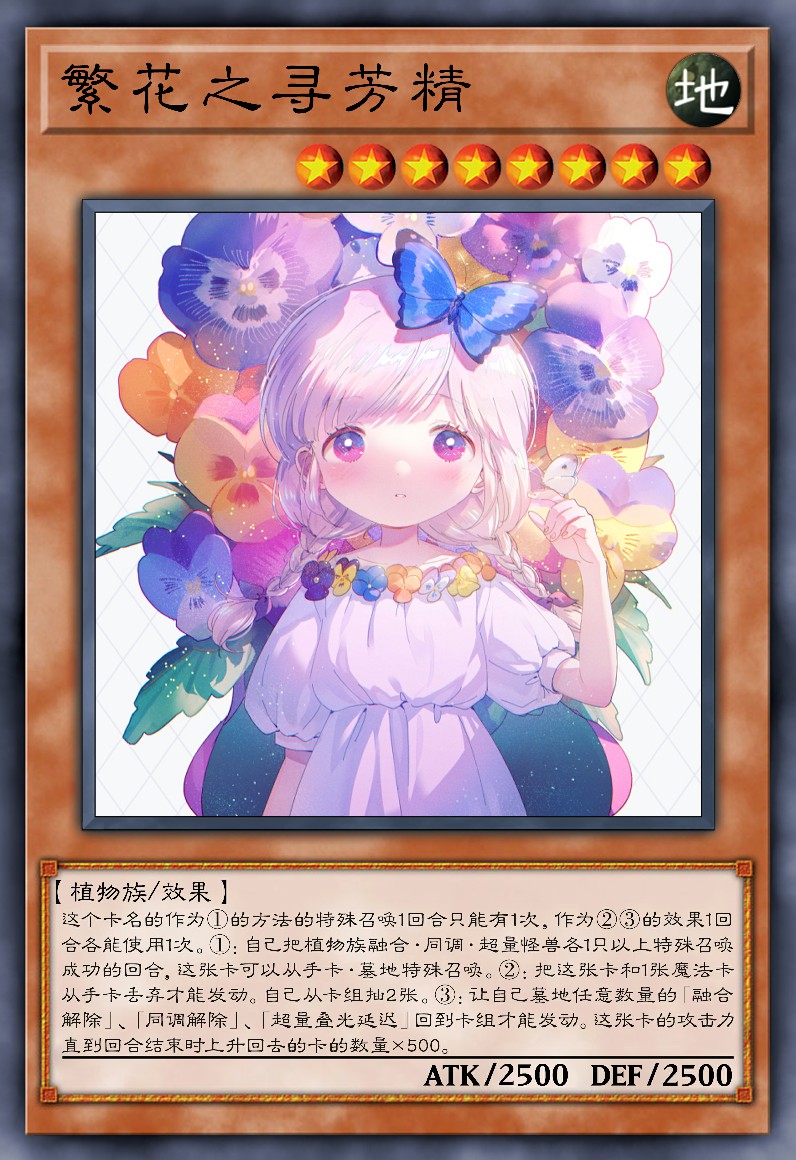 繁花之寻芳精
地
【植物族/效果】
这个卡名的作为①的方法的特殊召唤1回合只能有1次，作为②③的效果1回
合各能使用1次。①：自己把植物族融合·同调·超量怪兽各1只以上特殊召唤
成功的回合，这张卡可以从手卡·墓地特殊召唤。②：把这张卡和1张魔法卡
从手卡丢弃才能发动。自己从卡组抽2张。③：让自己墓地任意数量的「融合
解除」、「同调解除」、「超量叠光延迟」回到卡组才能发动。这张卡的攻击力
直到回合结束时上升回去的卡的数量×500。
ATK/2500 DEF/2500